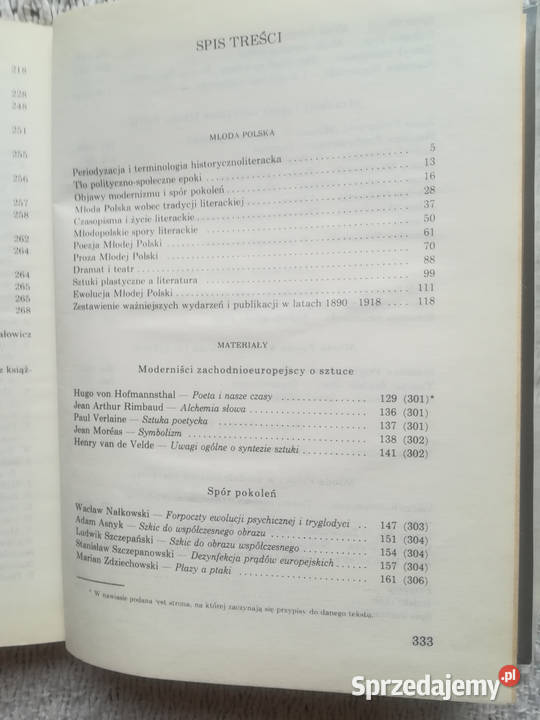 218
228
248
251
255
256
257
258
262
264
264
265
265
268
ałowicz
z książ-
SPIS TREŚCI
MŁODA POLSKA
Periodyzacja i terminologia historycznoliteracka 5
Tło polityczno-społeczne epoki 13
Objawy modernizmu i spór pokoleń 16
Młoda Polska wobec tradycji literackiej 28
Czasopisma i życie literackie 37
Młodopolskie spory literackie 50
Poezja Młodej Polski 61
Proza Młodej Polski 70
Dramat i teatr 88
Sztuki plastyczne a literatura 99
Ewolucja Młodej Polski 111
Zestawienie ważniejszych wydarzeń i publikacji w latach 1890-1918 118
MATERIAŁY
Moderniści zachodnioeuropejscy o sztuce
Hugo von Hofmannsthal — Poeta i nasze czasy 129 (301)*
Jean Arthur Rimbaud — Alchemia słowa 136 (301)
Paul Verlaine — Sztuka poetycka 137 (301)
Jean Moréas — Symbolizm 138 (302)
Henry van de Velde — Uwagi ogólne o syntezie sztuki 141 (302)
Spór pokoleń
Wacław Nałkowski — Forpoczty ewolucji psychicznej i tryglodyci 147 (303)
Adam Asnyk — Szkic do współczesnego obrazu 151 (304)
Ludwik Szczepański — Szkic do obrazu współczesnego 154 (304)
Stanisław Szczepanowski — Dezynfekcja prądów europejskich 157 (304)
Marian Zdziechowski — Płazy a ptaki 161 (306)
* W nawiasie podana jest strona, na której zaczynają się przypisy do danego tekstu.
333
Sprzedajemy.pl